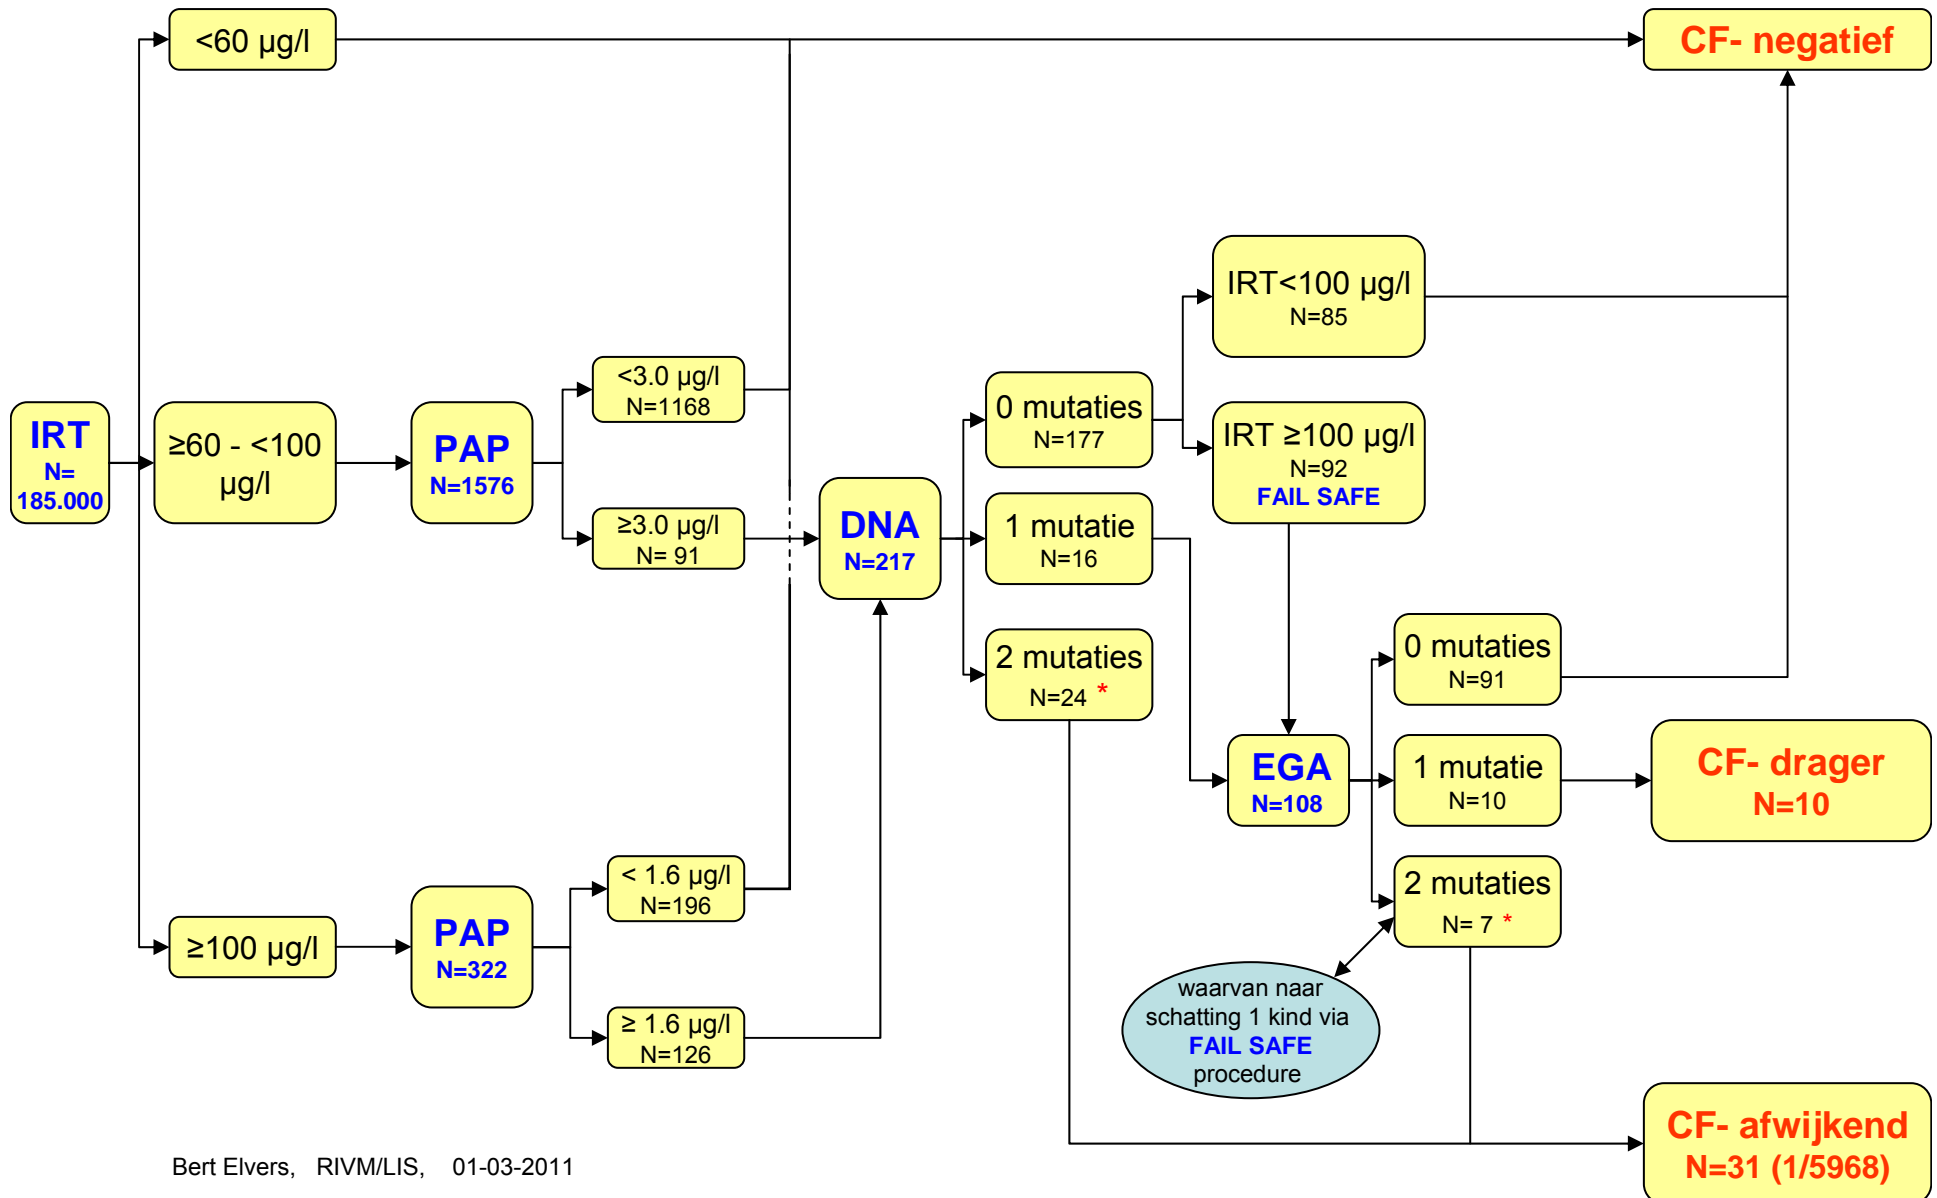 <60 µg/l
CF- negatief
IRT
N=
185.000
≥60 - <100
µg/l
PAP
N=1576
<3.0 µg/l
N=1168
≥3.0 µg/l
N= 91
≥100 µg/l
PAP
N=322
< 1.6 µg/l
N=196
≥ 1.6 µg/l
N=126
DNA
N=217
0 mutaties
N=177
1 mutatie
N=16
2 mutaties
N=24 *
IRT<100 µg/l
N=85
IRT ≥100 µg/l
N=92
FAIL SAFE
EGA
N=108
0 mutaties
N=91
1 mutatie
N=10
2 mutaties
N= 7 *
waarvan naar
schatting 1 kind via
FAIL SAFE
procedure
CF- drager
N=10
CF- afwijkend
N=31 (1/5968)
Bert Elvers, RIVM/LIS, 01-03-2011